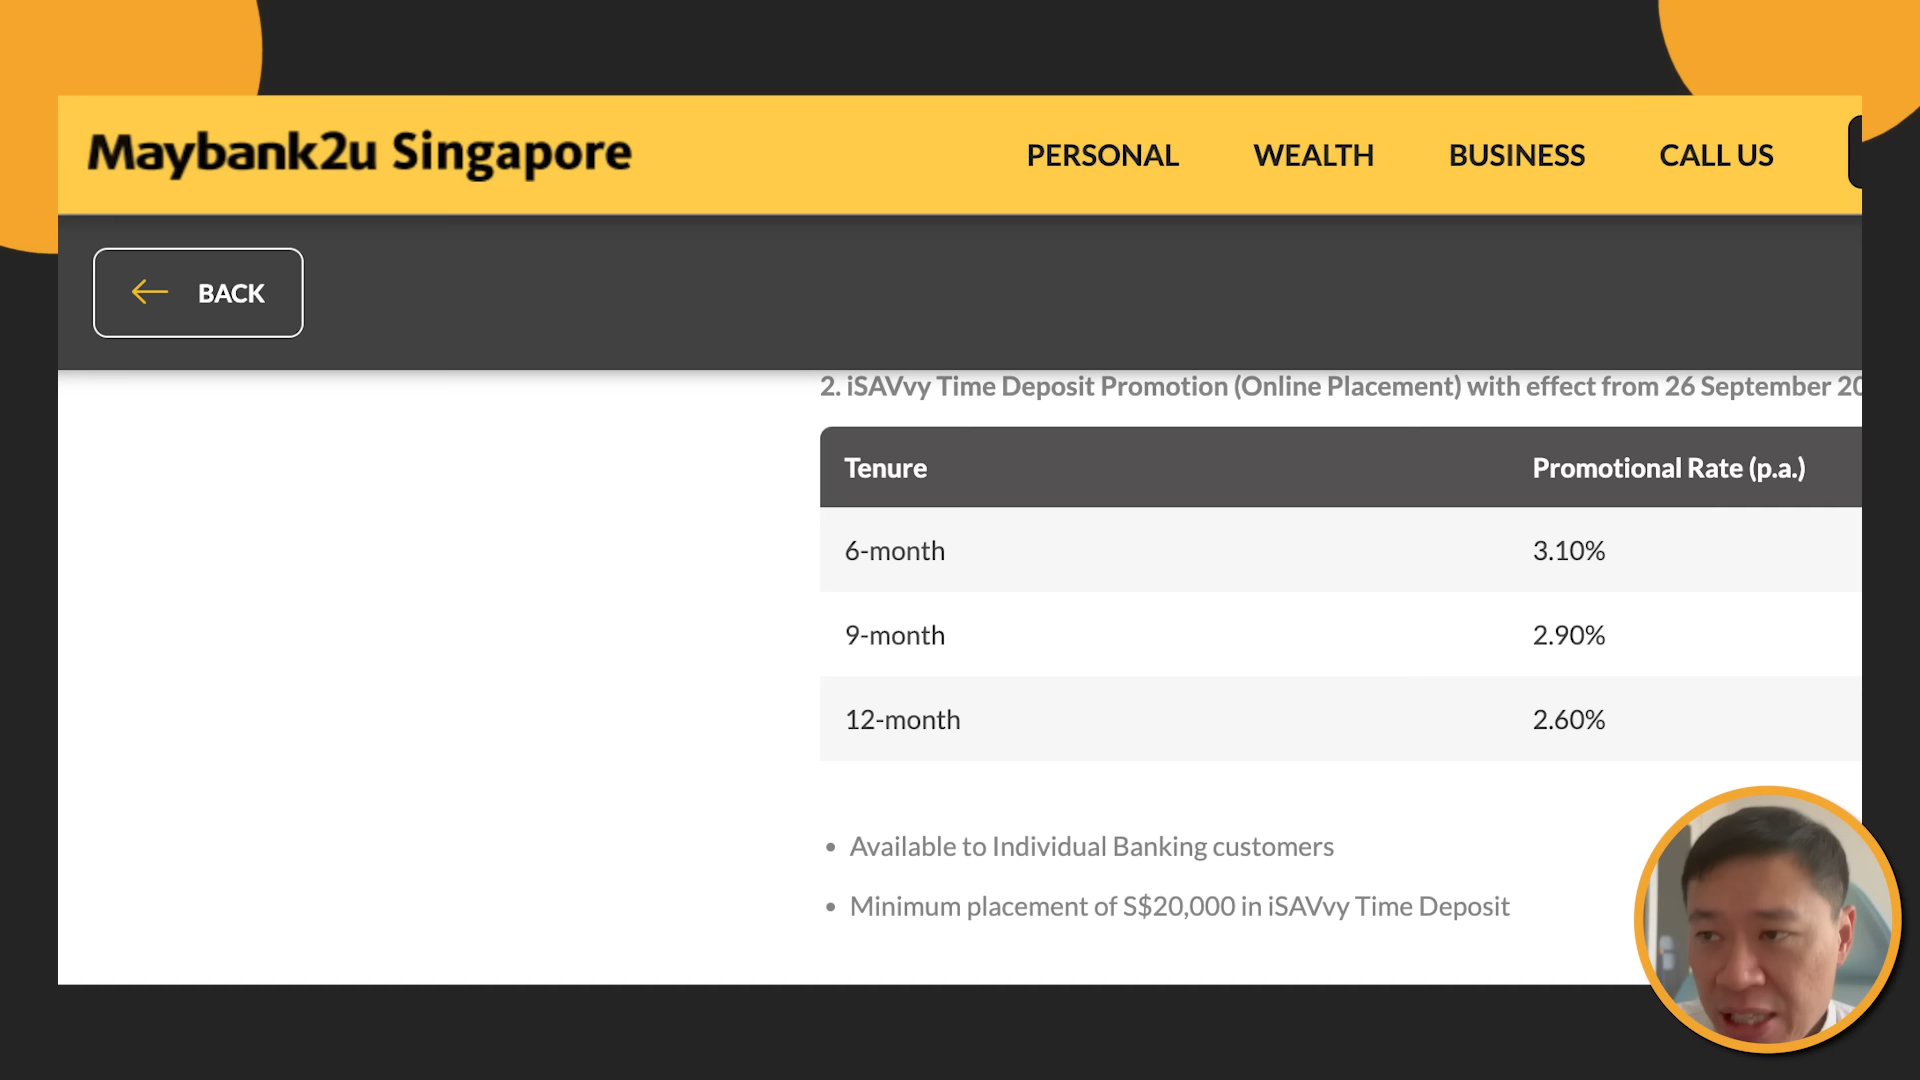 Maybank2u Singapore
PERSONAL WEALTH BUSINESS CALL US
BACK
2. iSAVvy Time Deposit Promotion (Online Placement) with effect from 26 September
Tenure Promotional Rate (p.a.)
6-month 3.10%
9-month 2.90%
12-month 2.60%
• Available to Individual Banking customers
• Minimum placement of S$20,000 in iSAVvy Time Deposit